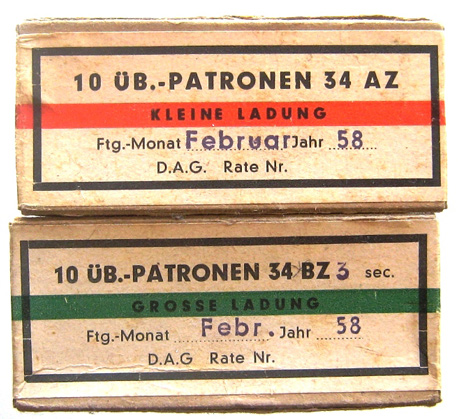 10 ÜB.-PATRONEN 34 AZ
KLEINE LADUNG
Ftg.-Monat Februar Jahr 58
D.A.G. Rate Nr.
10 ÜB.-PATRONEN 34 BZ 3 sec.
GROSSE LADUNG
Ftg.-Monat Febr. Jahr 58
D.A.G Rate Nr.